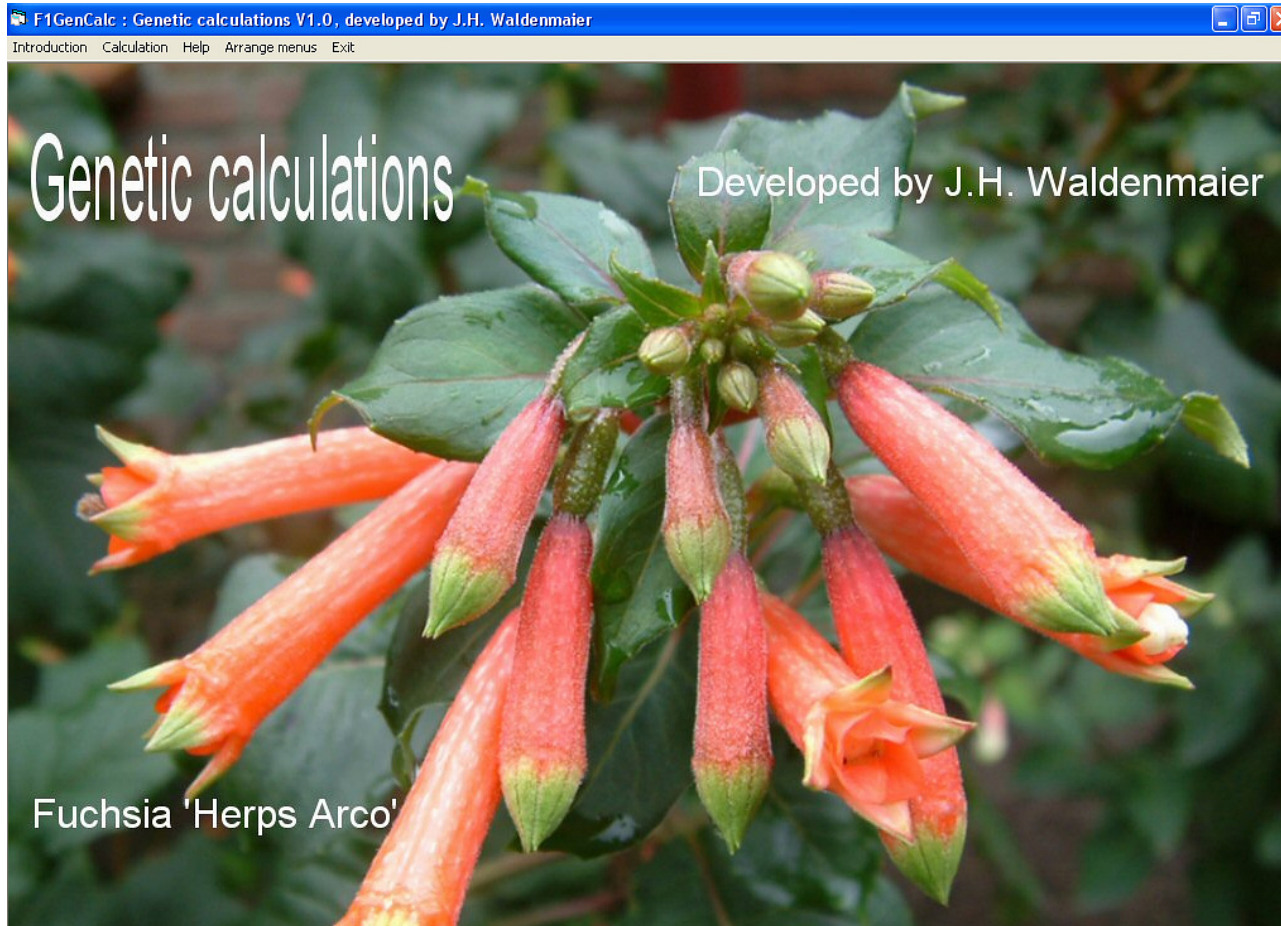 F1GenCalc : Genetic calculations V1.0, developed by J.H. Waldenmaier
Introduction Calculation Help Arrange menus Exit
Genetic calculations
Developed by J.H. Waldenmaier
Fuchsia 'Herps Arco'